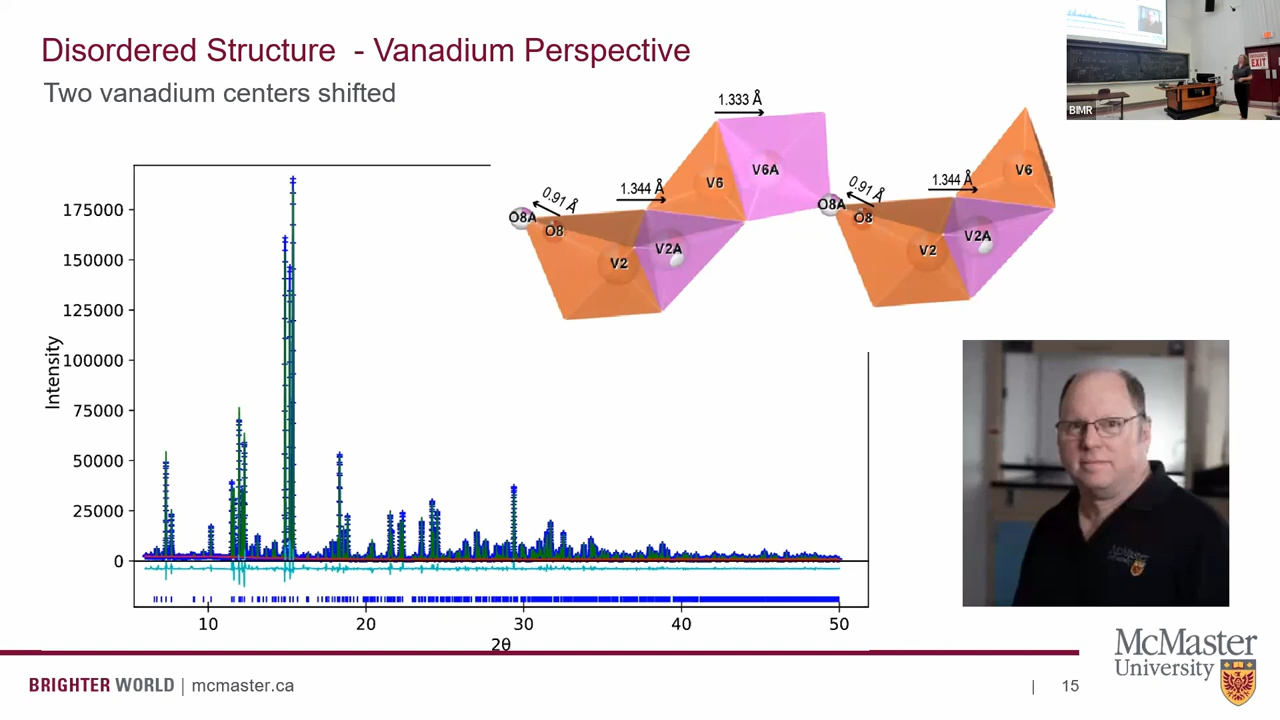 Disordered Structure - Vanadium Perspective
Two vanadium centers shifted
BIMR
EXIT
1.333 Å
V6A
V6
1.344 Å
0.91 Å
O8A
O8
V2A
V2
O8A
0.91 Å
O8
1.344 Å
V6
V2A
V2
175000
150000
125000
100000
75000
50000
25000
0
Intensity
10 20 30 40 50
2θ
McMaster
University
BRIGHTER WORLD | mcmaster.ca
| 15
McMaster
University